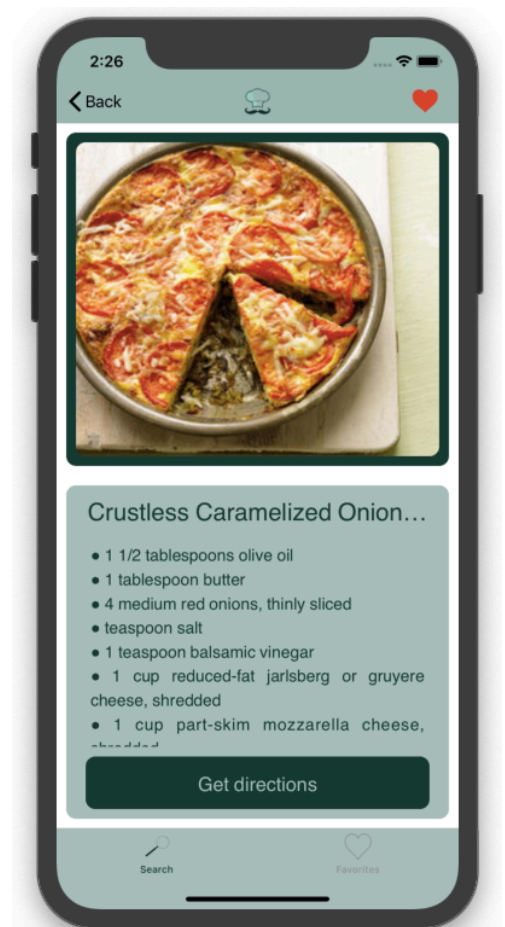 2:26
Back
Crustless Caramelized Onion…
● 1 1/2 tablespoons olive oil
● 1 tablespoon butter
● 4 medium red onions, thinly sliced
● teaspoon salt
● 1 teaspoon balsamic vinegar
● 1 cup reduced-fat jarlsberg or gruyere
cheese, shredded
● 1 cup part-skim mozzarella cheese,
shredded
Get directions
Search
Favorites